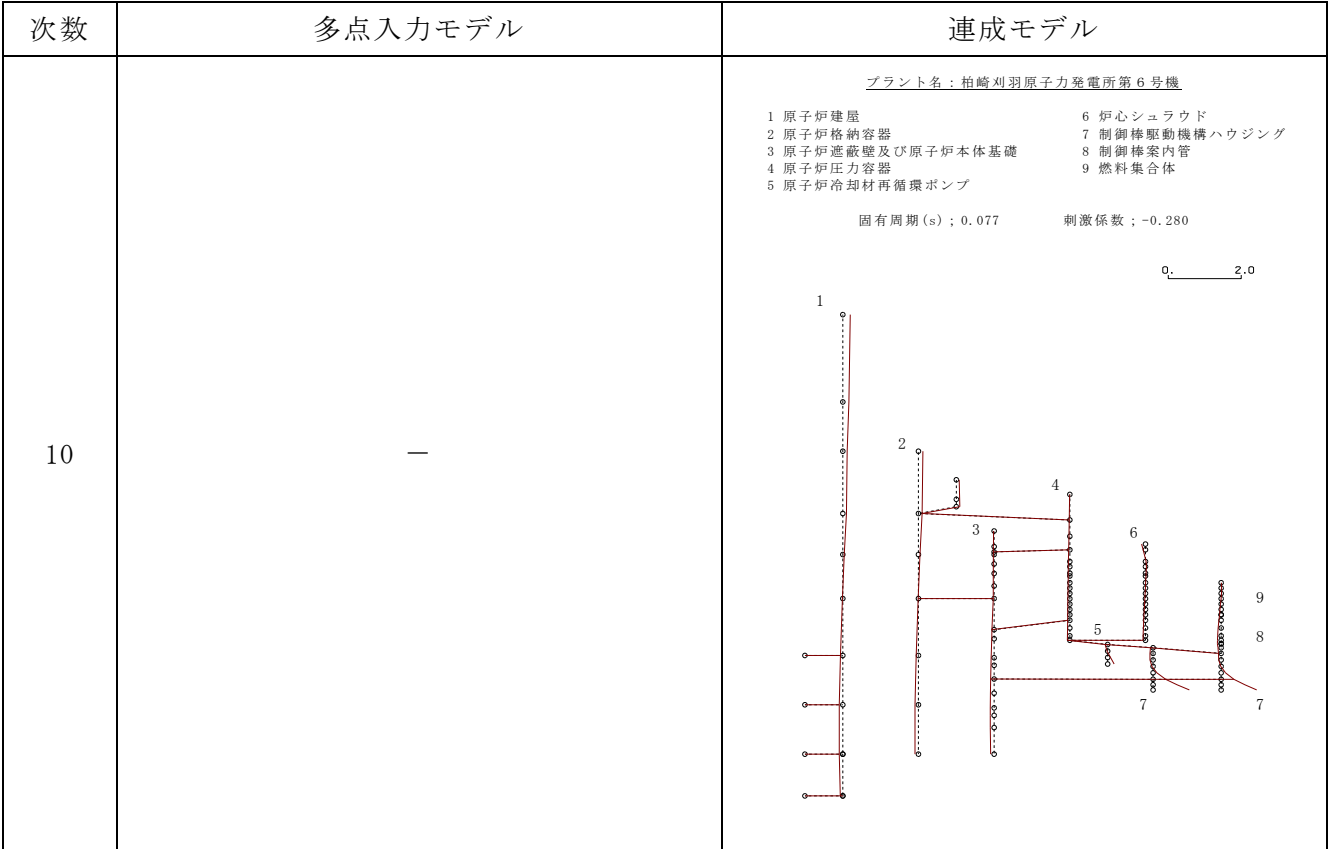 次数 多点入力モデル 連成モデル
プラント名：柏崎刈羽原子力発電所第6号機
1 原子炉建屋 6 炉心シュラウド
2 原子炉格納容器 7 制御棒駆動機構ハウジング
3 原子炉遮蔽壁及び原子炉本体基礎 8 制御棒案内管
4 原子炉圧力容器 9 燃料集合体
5 原子炉冷却材再循環ポンプ
固有周期(s)；0.077 刺激係数；-0.280
0. 2.0
1
2
4
3 6
10 －
9
5 8
7 7